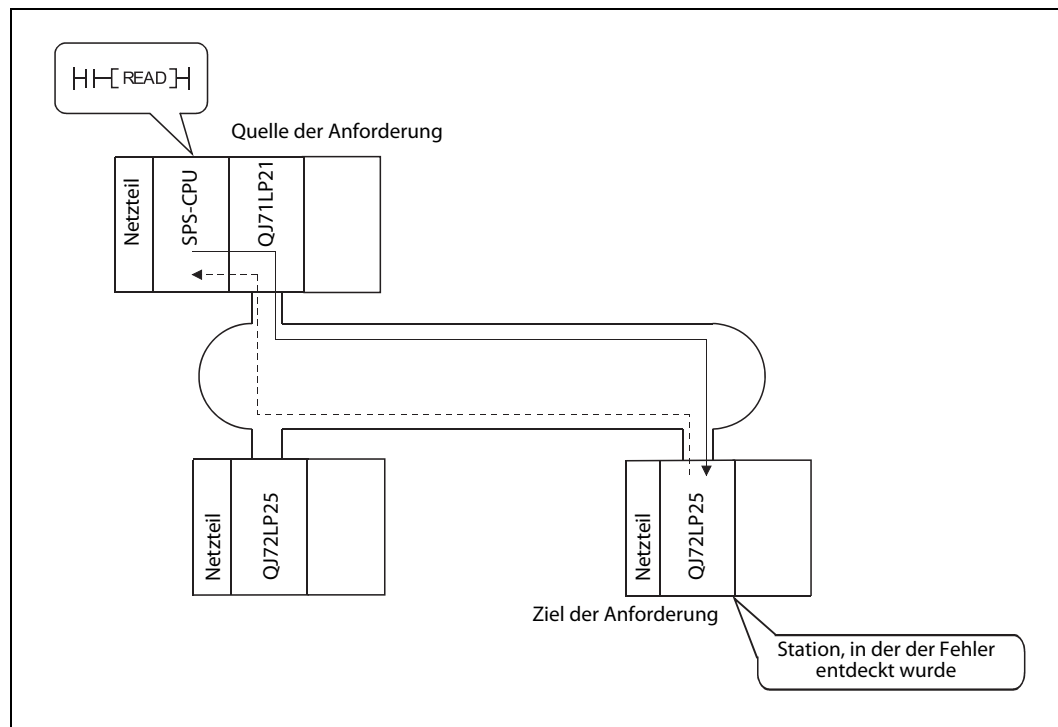 READ
Quelle der Anforderung
Netzteil
SPS-CPU
QJ71LP21
Netzteil
QJ72LP25
Netzteil
QJ72LP25
Ziel der Anforderung
Station, in der der Fehler
entdeckt wurde